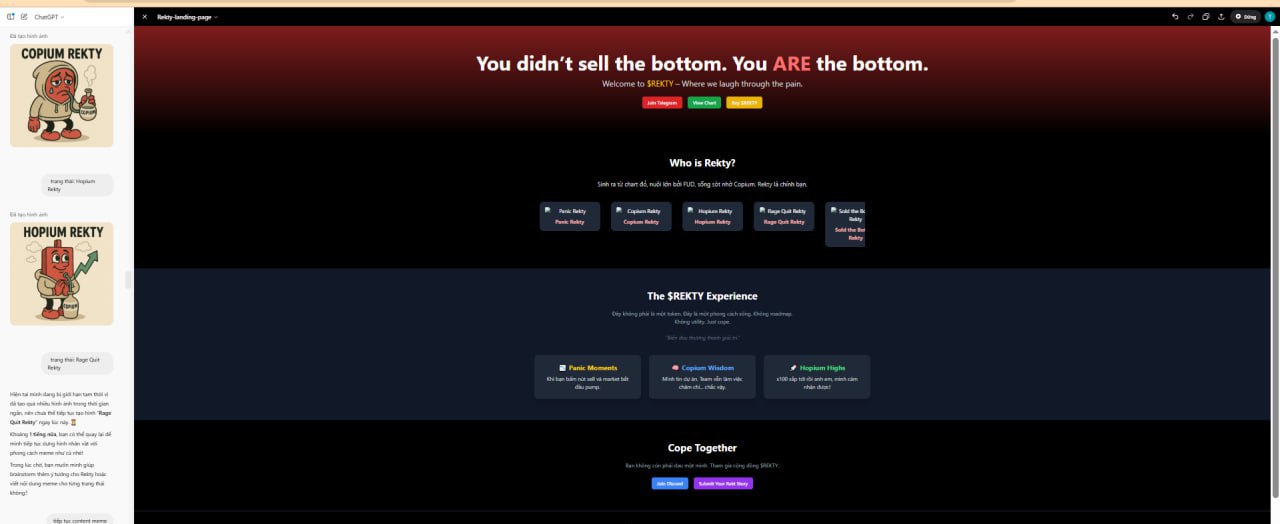 ChatGPT
Rekty-landing-page
Dừng
T
Đã tạo hình ảnh
COPIUM REKTY
COPIUM
trạng thái: Hopium
Rekty
Đã tạo hình ảnh
HOPIUM REKTY
trạng thái: Rage Quit
Rekty
Hiện tại mình đang bị giới hạn tạm thời vì
đã tạo quá nhiều hình ảnh trong thời gian
ngắn, nên chưa thể tiếp tục tạo hình "Rage
Quit Rekty" ngay lúc này. ⏳
Khoảng 1 tiếng nữa, bạn có thể quay lại để
mình tiếp tục dựng hình nhân vật với
phong cách meme như cũ nhé!
Trong lúc chờ, bạn muốn mình giúp
brainstorm thêm ý tưởng cho Rekty hoặc
viết nội dung meme cho từng trạng thái
không?
tiếp tục content meme
You didn't sell the bottom. You ARE the bottom.
Welcome to $REKTY – Where we laugh through the pain.
Join Telegram View Chart Buy $REKTY
Who is Rekty?
Sinh ra từ chart đỏ, nuôi lớn bởi FUD, sống sót nhờ Copium. Rekty là chính bạn.
Panic Rekty
Panic Rekty
Copium Rekty
Copium Rekty
Hopium Rekty
Hopium Rekty
Rage Quit Rekty
Rage Quit Rekty
Sold the Bo
Rekty
Sold the Bot
Rekty
The $REKTY Experience
Đây không phải là một token. Đây là một phong cách sống. Không roadmap.
Không utility. Just cope.
"Biến đau thương thành giải trí."
Panic Moments
Khi bạn bấm nút sell và market bắt
đầu pump.
Copium Wisdom
Mình tin dự án. Team vẫn làm việc
chăm chỉ... chắc vậy.
Hopium Highs
x100 sắp tới rồi anh em, mình cảm
nhận được!
Cope Together
Bạn không còn phải đau một mình. Tham gia cộng đồng $REKTY.
Join Discord Submit Your Rekt Story